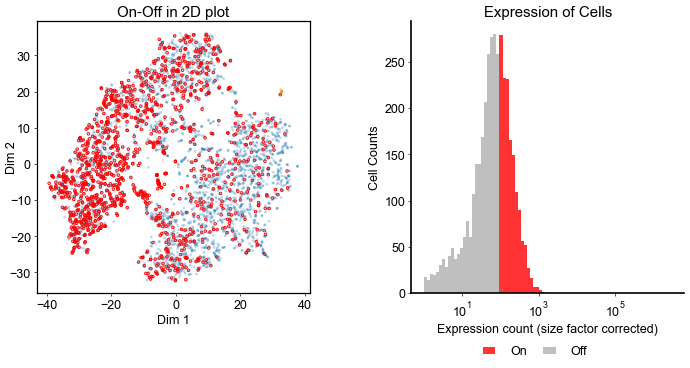 On-Off in 2D plot
Dim 2
30
20
10
0
−10
−20
−30
−40 −20 0 20 40
Dim 1
Expression of Cells
Cell Counts
250
200
150
100
50
0
10^1 10^3 10^5
Expression count (size factor corrected)
On Off